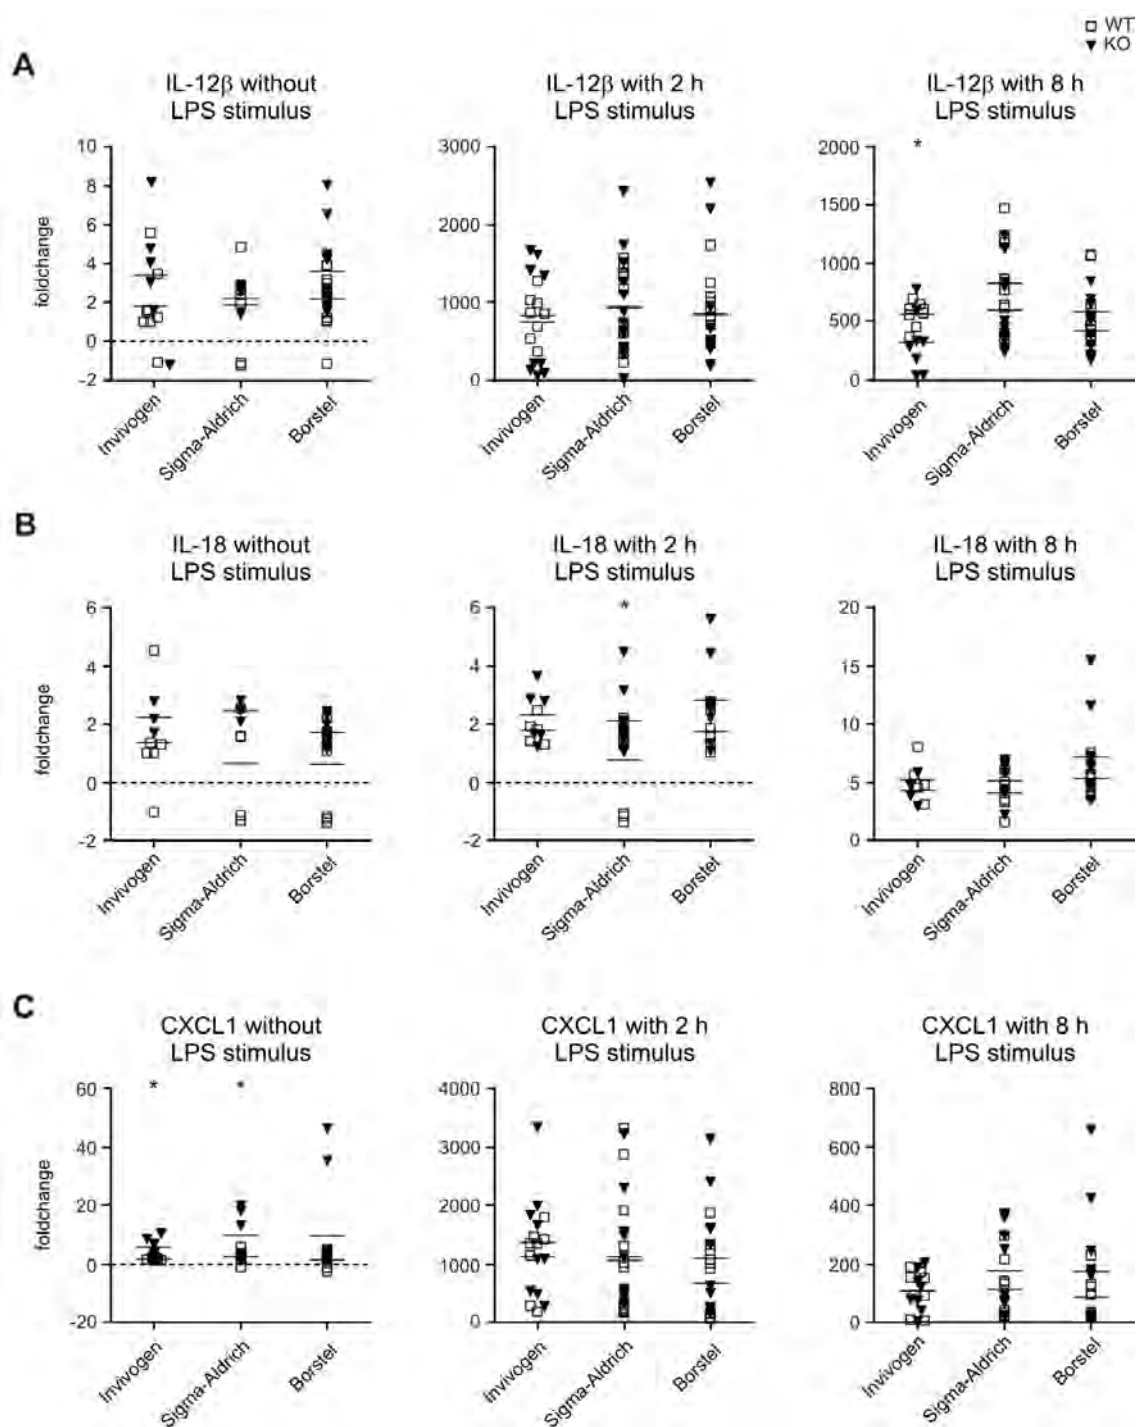 WT
KO
A
IL-12β without
LPS stimulus
IL-12β with 2 h
LPS stimulus
IL-12β with 8 h
LPS stimulus
foldchange
10
8
6
4
2
0
-2
Invivogen
Sigma-Aldrich
Borstel
3000
2000
1000
0
Invivogen
Sigma-Aldrich
Borstel
*
2000
1500
1000
500
0
Invivogen
Sigma-Aldrich
Borstel
B
IL-18 without
LPS stimulus
IL-18 with 2 h
LPS stimulus
IL-18 with 8 h
LPS stimulus
foldchange
6
4
2
0
-2
Invivogen
Sigma-Aldrich
Borstel
*
6
4
2
0
-2
Invivogen
Sigma-Aldrich
Borstel
20
15
10
5
0
Invivogen
Sigma-Aldrich
Borstel
C
CXCL1 without
LPS stimulus
CXCL1 with 2 h
LPS stimulus
CXCL1 with 8 h
LPS stimulus
foldchange
* *
60
40
20
0
-20
Invivogen
Sigma-Aldrich
Borstel
4000
3000
2000
1000
0
Invivogen
Sigma-Aldrich
Borstel
800
600
400
200
0
Invivogen
Sigma-Aldrich
Borstel